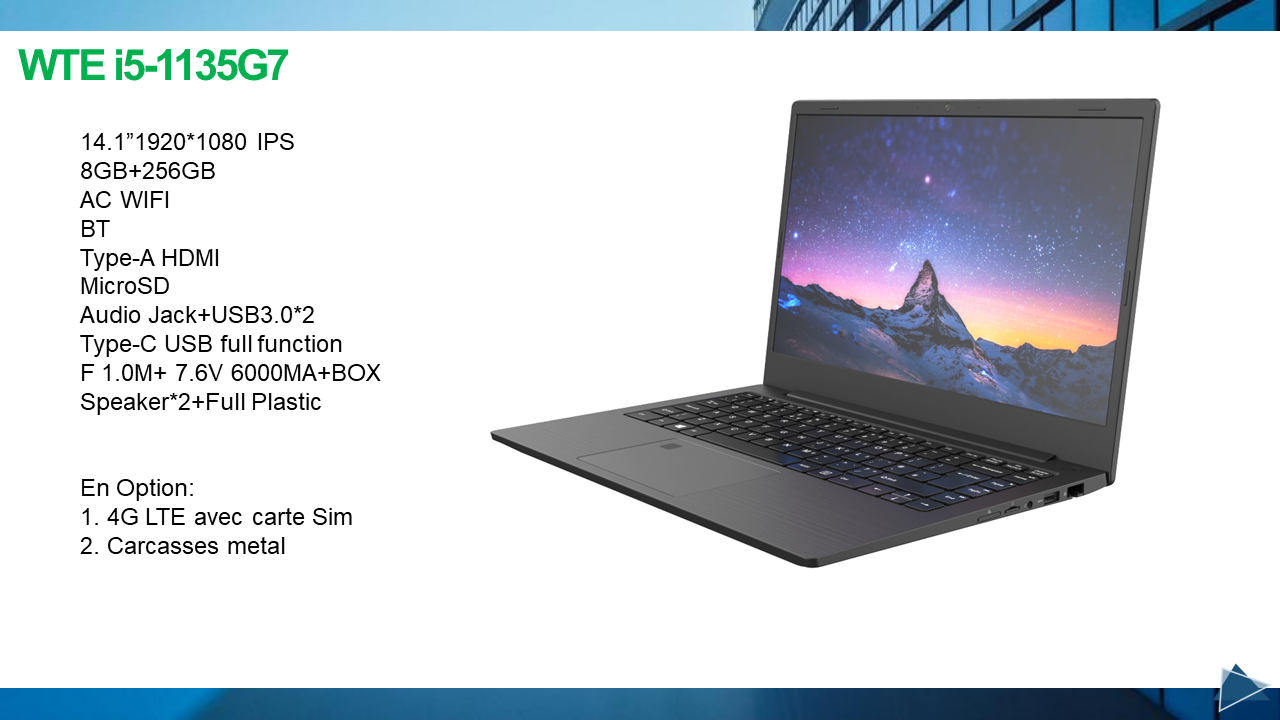 WTE i5-1135G7
14.1”1920*1080 IPS
8GB+256GB
AC WIFI
BT
Type-A HDMI
MicroSD
Audio Jack+USB3.0*2
Type-C USB full function
F 1.0M+ 7.6V 6000MA+BOX
Speaker*2+Full Plastic
En Option:
1. 4G LTE avec carte Sim
2. Carcasses metal